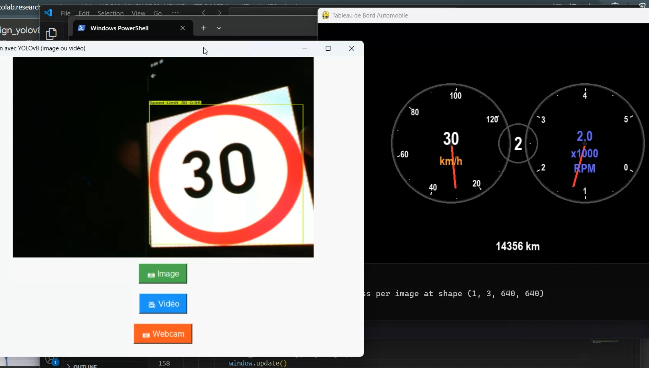 colab.research
ign_yolov8
File Edit Selection View Go ...
Windows PowerShell
n avec YOLOv8 (image ou vidéo)
Tableau de Bord Automobile
30
Image
Vidéo
Webcam
100
80
120
60
40
20
30
km/h
2
4
3
5
2
0
1
2.0
x1000
RPM
14356 km
ss per image at shape (1, 3, 640, 640)
OUTLINE
158
window.update()